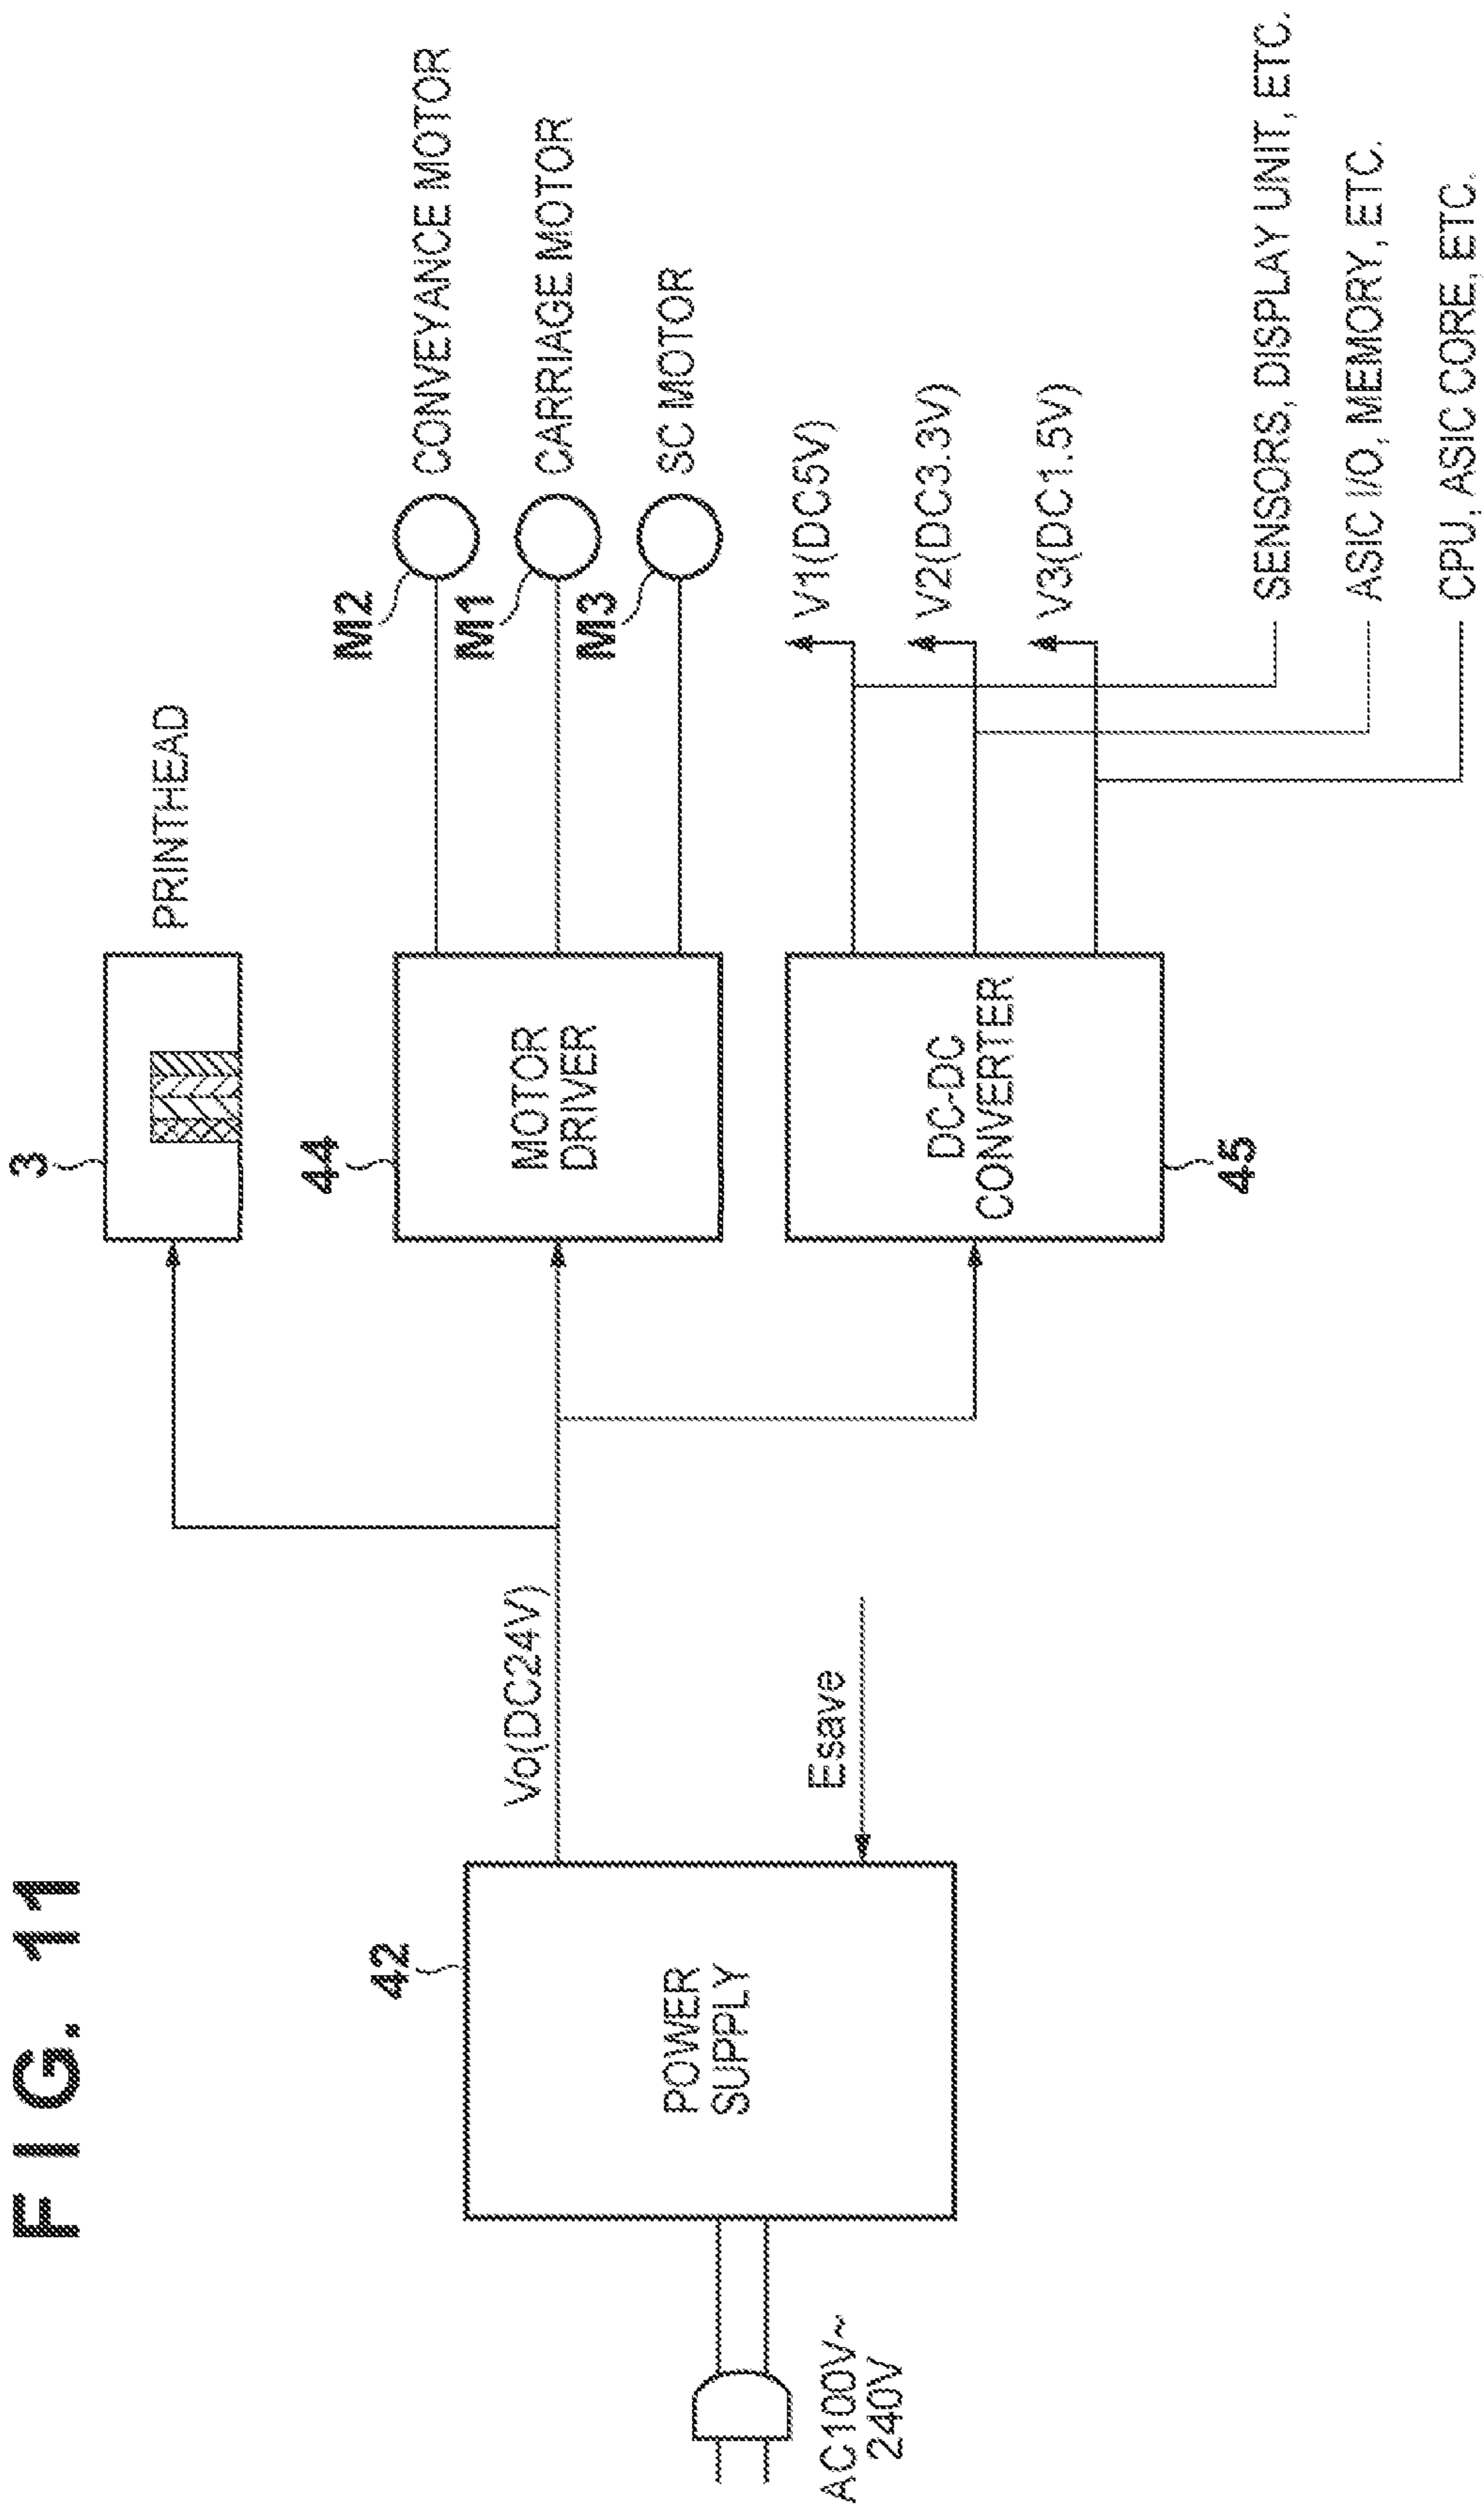 FIG. 11
3
PRINTHEAD
42
POWER
SUPPLY
AC100V~
240V
Vo(DC24V)
Esave
44
MOTOR
DRIVER
M2
CONVEYANCE MOTOR
M1
CARRIAGE MOTOR
M3
SC MOTOR
DC-DC
CONVERTER
45
V1(DC5V)
V2(DC3.3V)
V3(DC1.5V)
SENSORS, DISPLAY UNIT, ETC.
ASIC I/O, MEMORY, ETC.
CPU, ASIC CORE, ETC.